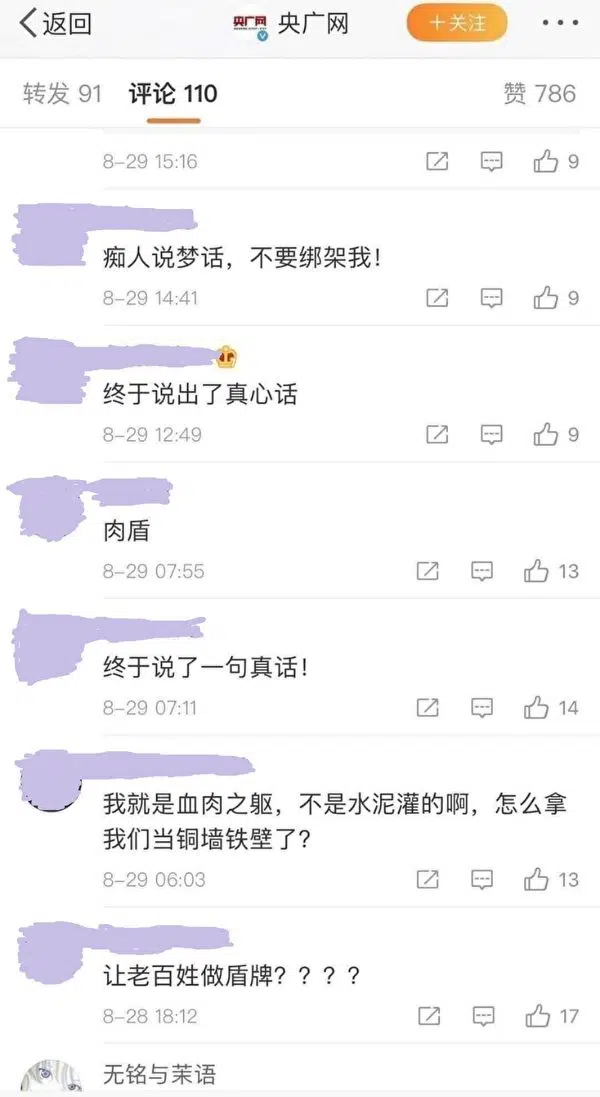 返回
央广网
央广网
+关注
转发 91
评论 110
赞 786
8-29 15:16
9
痴人说梦话，不要绑架我！
8-29 14:41
9
终于说出了真心话
8-29 12:49
9
肉盾
8-29 07:55
13
终于说了一句真话！
8-29 07:11
14
我就是血肉之躯，不是水泥灌的啊，怎么拿
我们当铜墙铁壁了？
8-29 06:03
13
让老百姓做盾牌？？？？
8-28 18:12
17
无铭与茉语